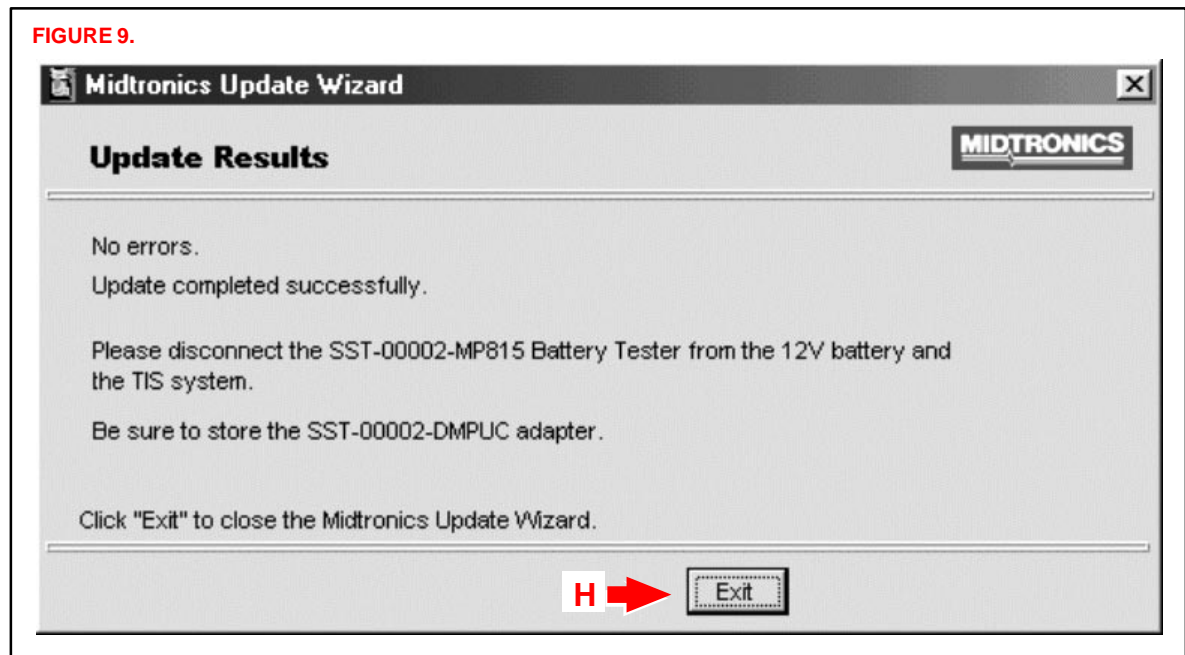 FIGURE 9.
Midtronics Update Wizard
Update Results
MIDTRONICS
No errors.
Update completed successfully.
Please disconnect the SST-00002-MP815 Battery Tester from the 12V battery and
the TIS system.
Be sure to store the SST-00002-DMPUC adapter.
Click "Exit" to close the Midtronics Update Wizard.
H
Exit